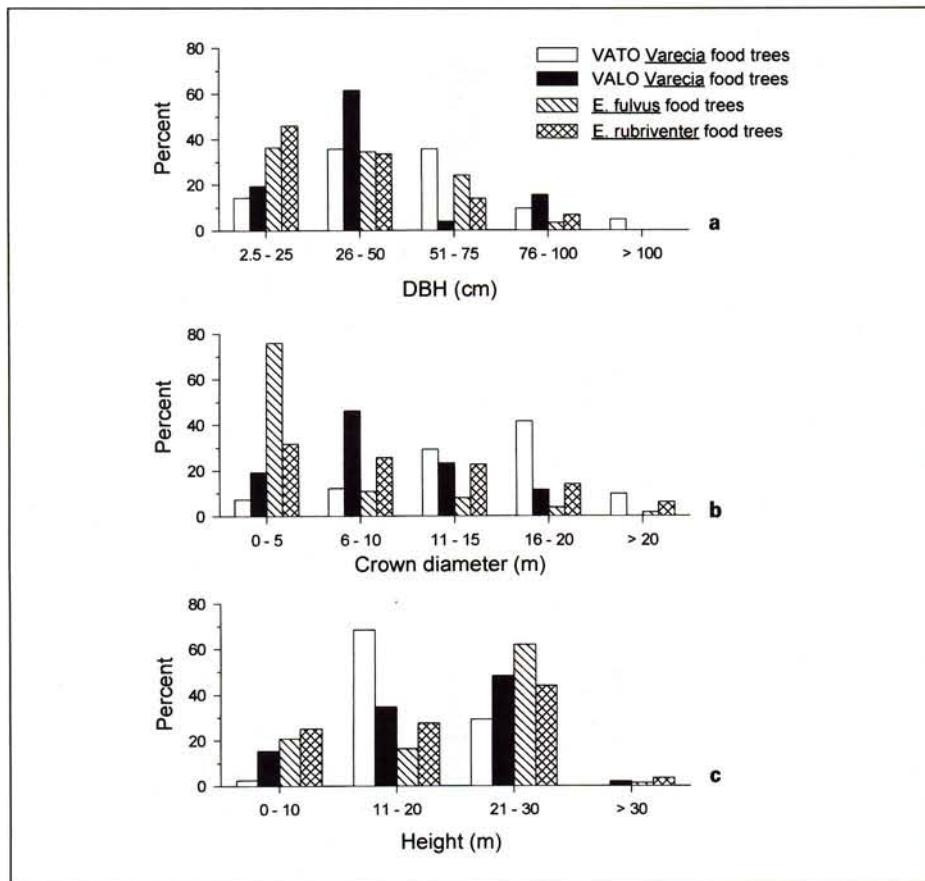 80
60
40
20
0
Percent
VATO Varecia food trees
VALO Varecia food trees
E. fulvus food trees
E. rubriventer food trees
a
2.5 - 25 26 - 50 51 - 75 76 - 100 > 100
DBH (cm)
80
60
40
20
0
Percent
b
0 - 5 6 - 10 11 - 15 16 - 20 > 20
Crown diameter (m)
80
60
40
20
0
Percent
c
0 - 10 11 - 20 21 - 30 > 30
Height (m)